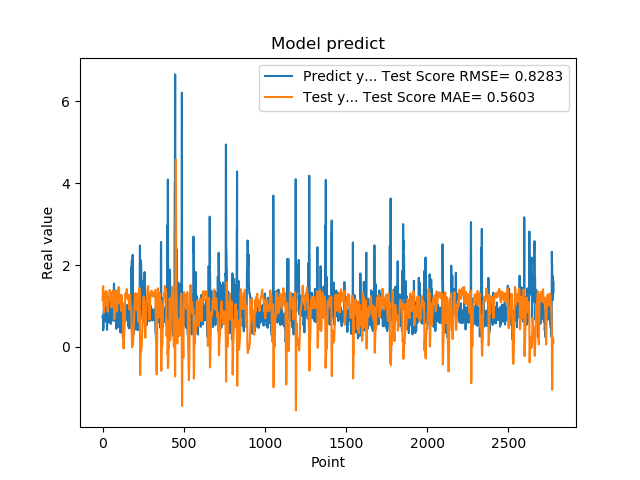 Model predict
Predict y... Test Score RMSE= 0.8283
Test y... Test Score MAE= 0.5603
6
4
2
0
Real value
0 500 1000 1500 2000 2500
Point